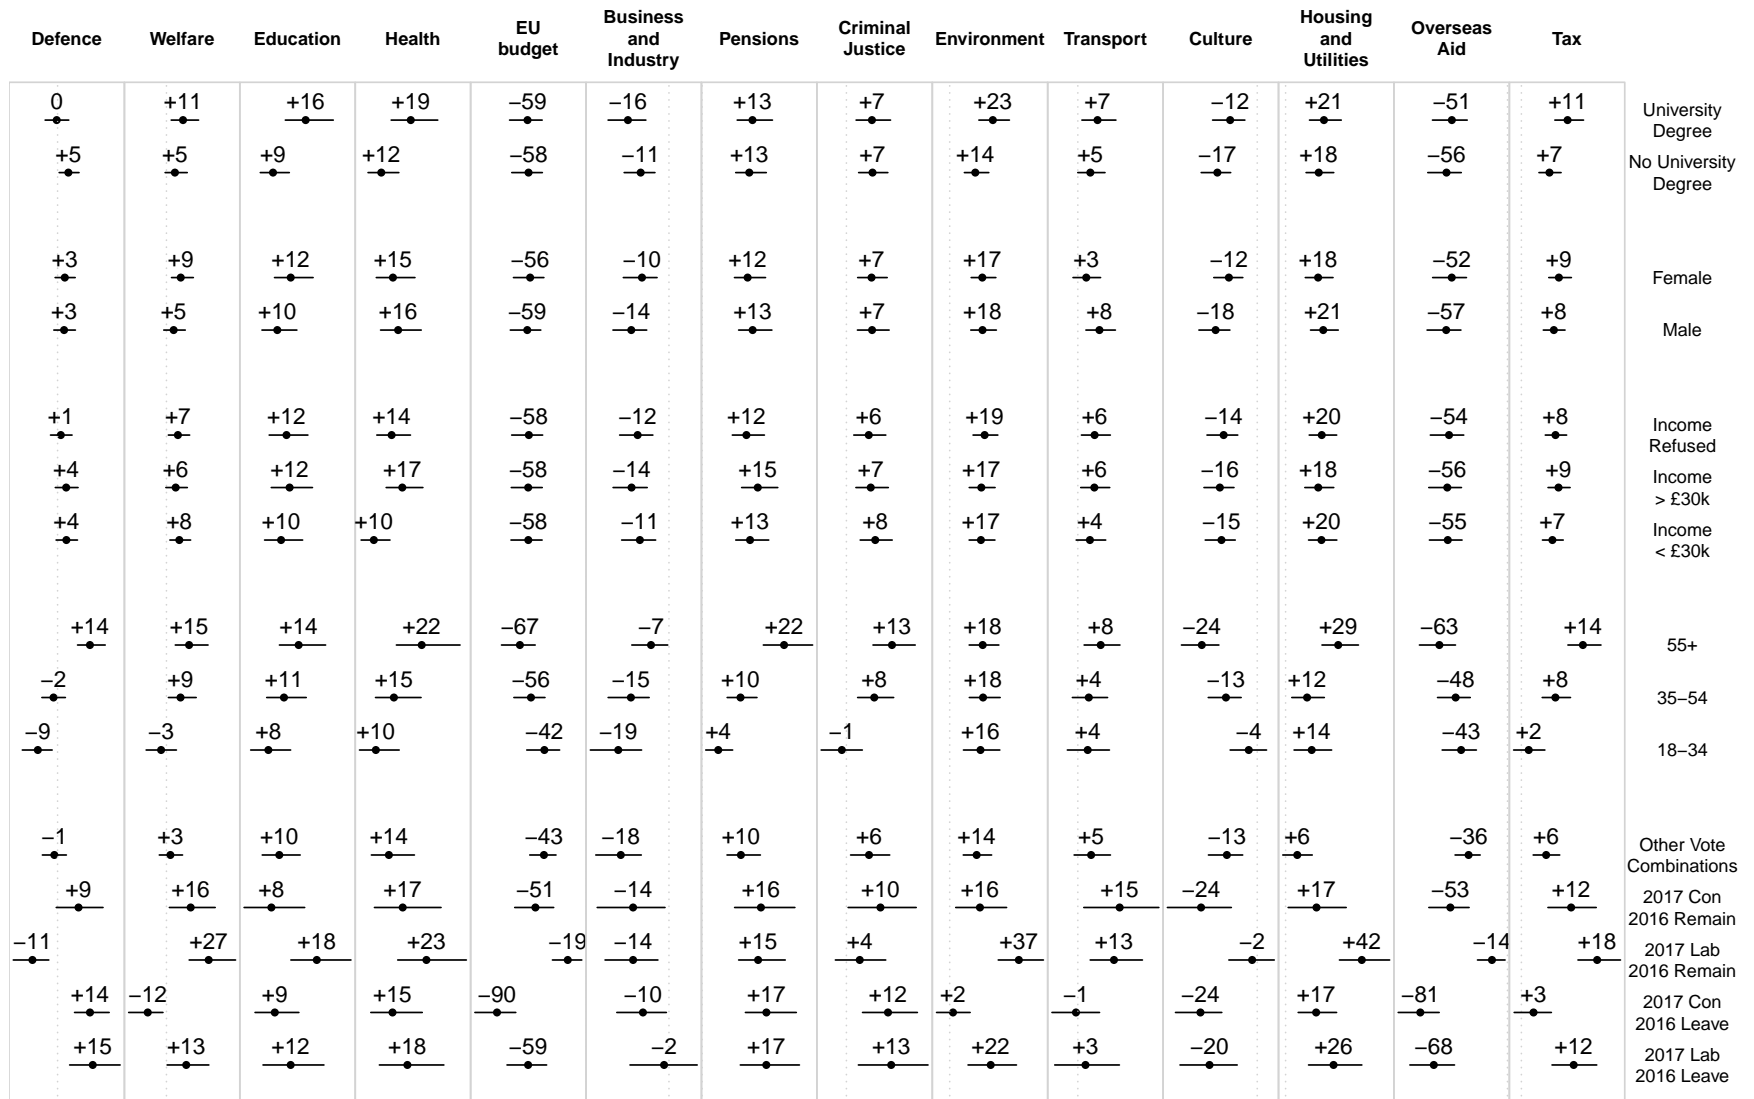 Defence Welfare Education Health EU budget Business and Industry Pensions Criminal Justice Environment Transport Culture Housing and Utilities Overseas Aid Tax
0 +11 +16 +19 −59 −16 +13 +7 +23 +7 −12 +21 −51 +11 University Degree
+5 +5 +9 +12 −58 −11 +13 +7 +14 +5 −17 +18 −56 +7 No University Degree
+3 +9 +12 +15 −56 −10 +12 +7 +17 +3 −12 +18 −52 +9 Female
+3 +5 +10 +16 −59 −14 +13 +7 +18 +8 −18 +21 −57 +8 Male
+1 +7 +12 +14 −58 −12 +12 +6 +19 +6 −14 +20 −54 +8 Income Refused
+4 +6 +12 +17 −58 −14 +15 +7 +17 +6 −16 +18 −56 +9 Income > £30k
+4 +8 +10 +10 −58 −11 +13 +8 +17 +4 −15 +20 −55 +7 Income < £30k
+14 +15 +14 +22 −67 −7 +22 +13 +18 +8 −24 +29 −63 +14 55+
−2 +9 +11 +15 −56 −15 +10 +8 +18 +4 −13 +12 −48 +8 35−54
−9 −3 +8 +10 −42 −19 +4 −1 +16 +4 −4 +14 −43 +2 18−34
−1 +3 +10 +14 −43 −18 +10 +6 +14 +5 −13 +6 −36 +6 Other Vote Combinations
+9 +16 +8 +17 −51 −14 +16 +10 +16 +15 −24 +17 −53 +12 2017 Con 2016 Remain
−11 +27 +18 +23 −19 −14 +15 +4 +37 +13 −2 +42 −14 +18 2017 Lab 2016 Remain
+14 −12 +9 +15 −90 −10 +17 +12 +2 −1 −24 +17 −81 +3 2017 Con 2016 Leave
+15 +13 +12 +18 −59 −2 +17 +13 +22 +3 −20 +26 −68 +12 2017 Lab 2016 Leave